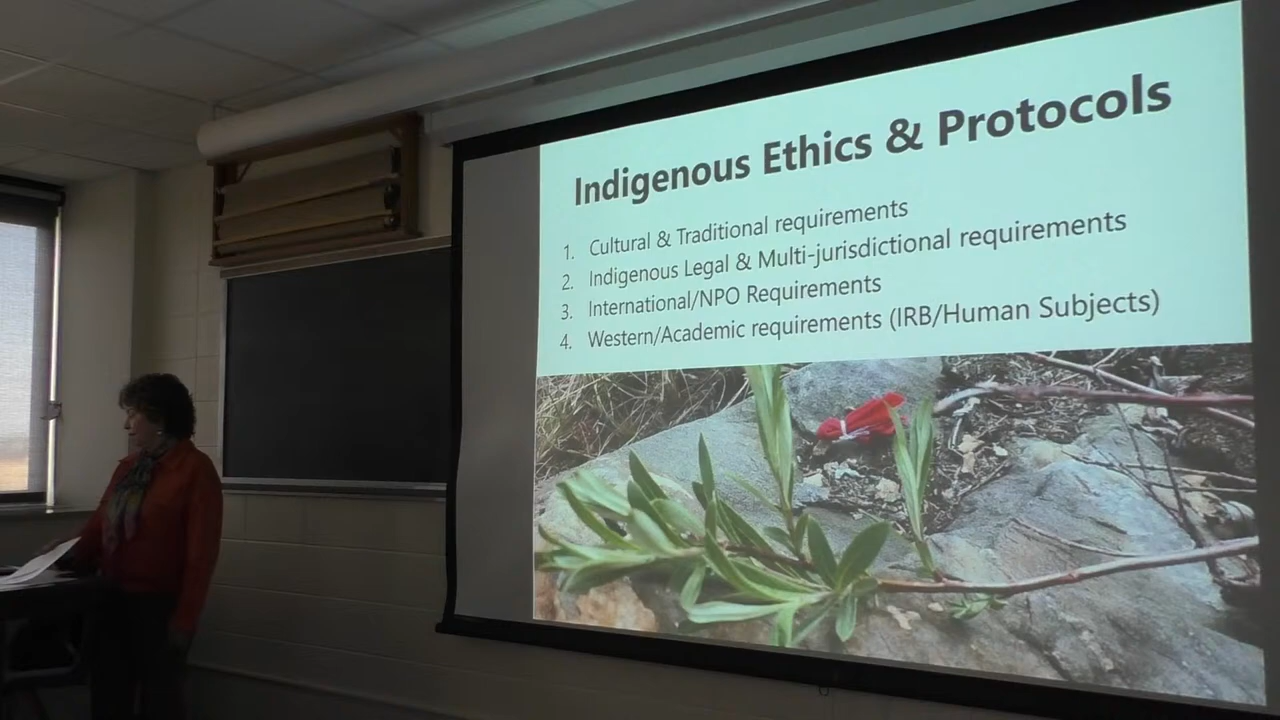 Indigenous Ethics & Protocols
1. Cultural & Traditional requirements
2. Indigenous Legal & Multi-jurisdictional requirements
3. International/NPO Requirements
4. Western/Academic requirements (IRB/Human Subjects)